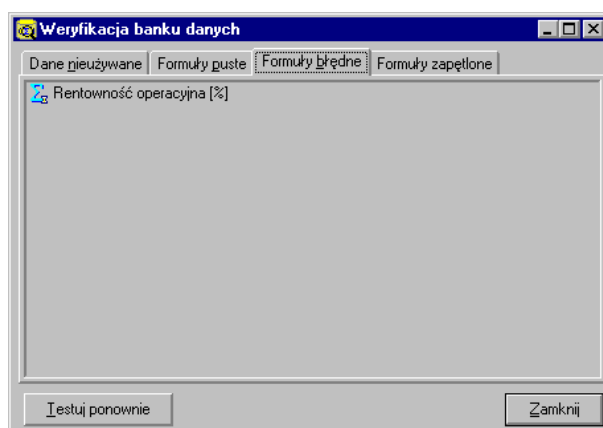 Weryfikacja banku danych
Dane nieużywane Formuły puste Formuły błędne Formuły zapętlone
Rentowność operacyjna [%]
Testuj ponownie Zamknij